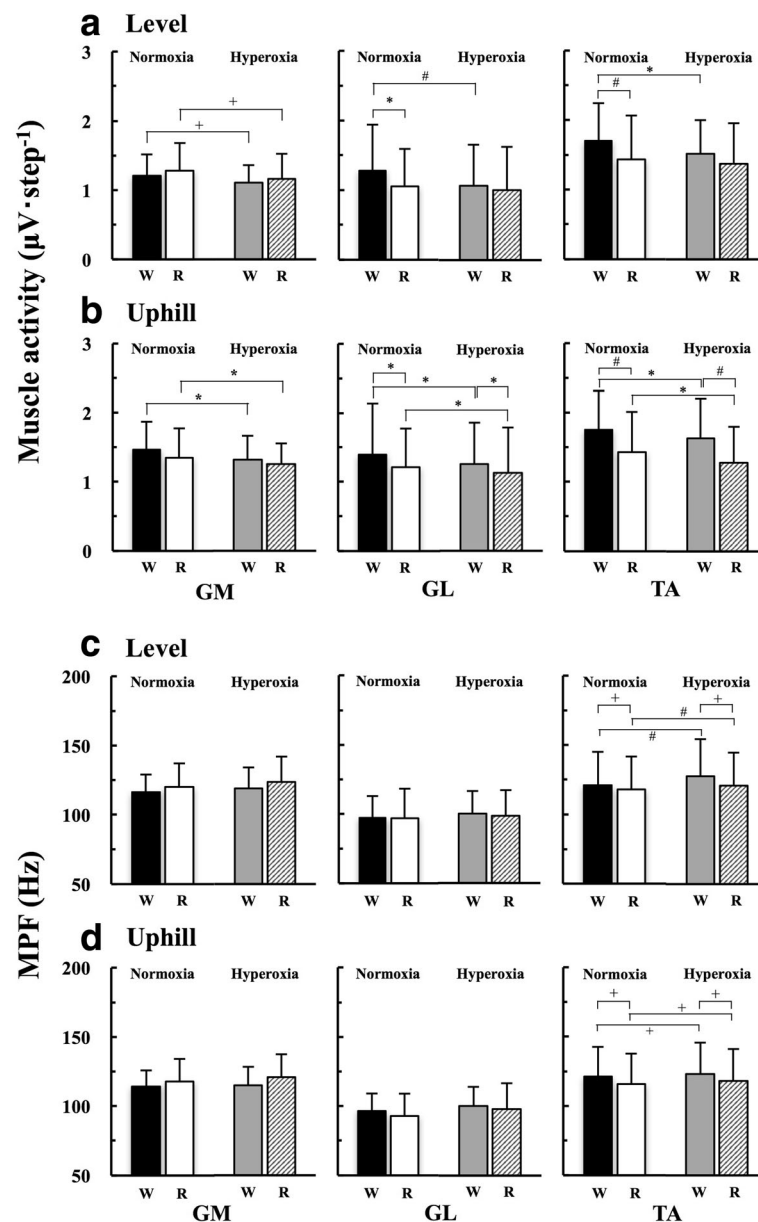 a Level
Muscle activity (µV·step⁻¹)
3
2
1
0
Normoxia Hyperoxia
+
+
W R W R
Normoxia Hyperoxia
#
*
W R W R
Normoxia Hyperoxia
*
#
W R W R
b Uphill
3
2
1
0
Normoxia Hyperoxia
*
*
W R W R
GM
Normoxia Hyperoxia
* * *
*
W R W R
GL
Normoxia Hyperoxia
# * #
*
W R W R
TA
c Level
MPF (Hz)
200
150
100
50
Normoxia Hyperoxia
W R W R
Normoxia Hyperoxia
W R W R
Normoxia Hyperoxia
+ +
#
#
W R W R
d Uphill
200
150
100
50
Normoxia Hyperoxia
W R W R
GM
Normoxia Hyperoxia
W R W R
GL
Normoxia Hyperoxia
+ +
+
+
W R W R
TA